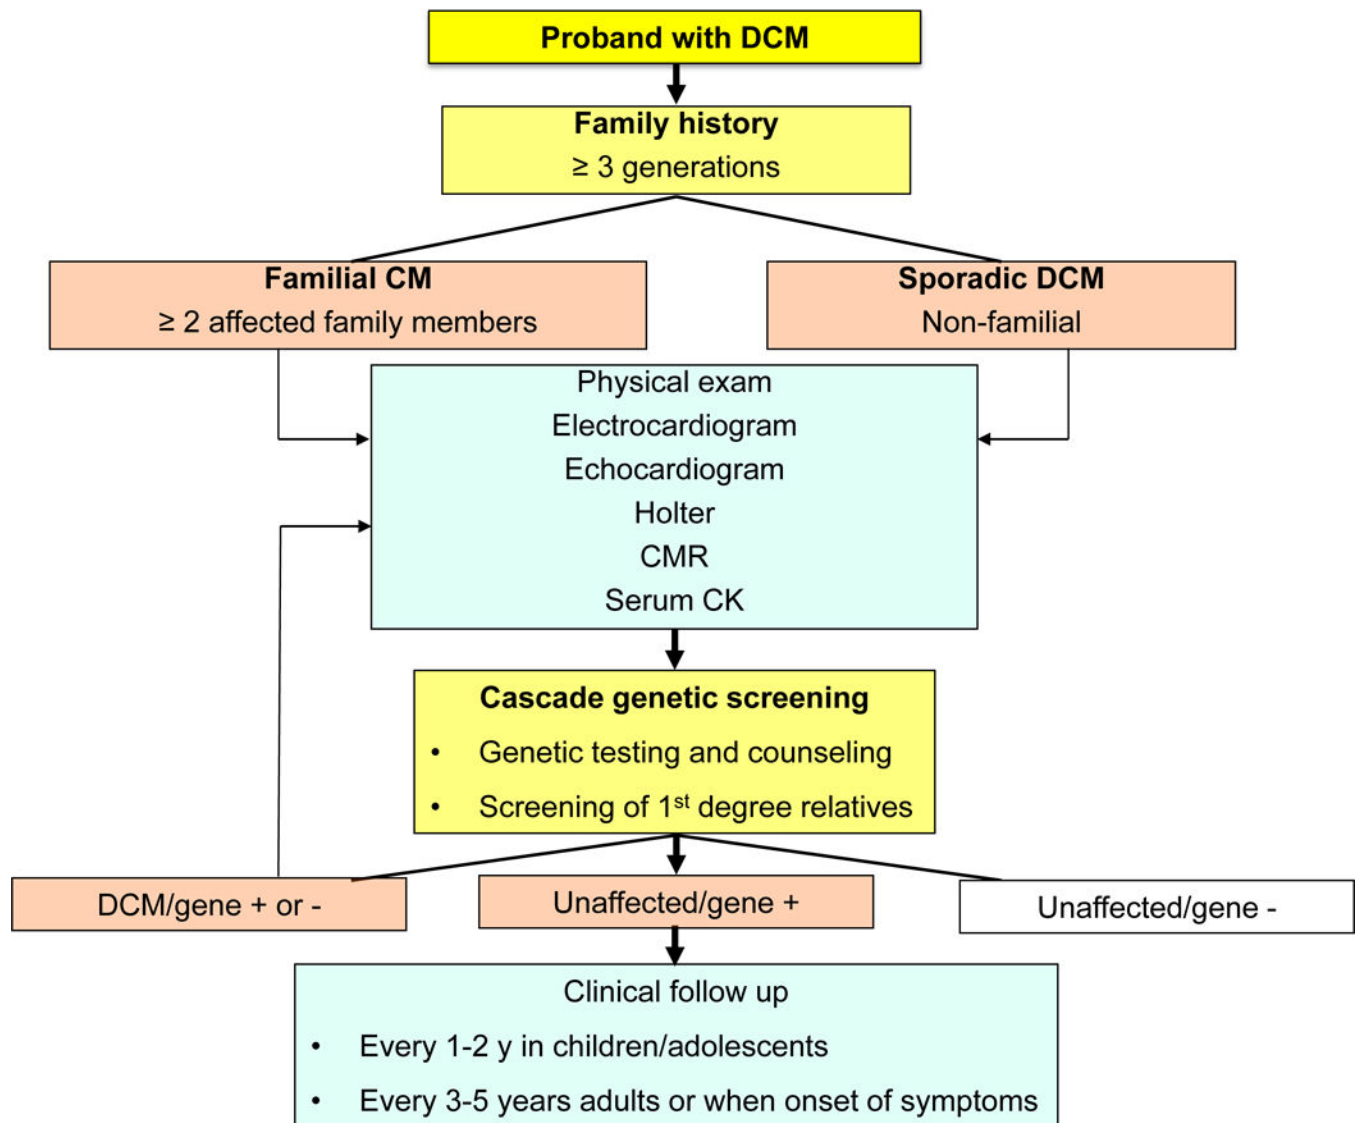 Proband with DCM
Family history
≥ 3 generations
Familial CM
≥ 2 affected family members
Sporadic DCM
Non-familial
Physical exam
Electrocardiogram
Echocardiogram
Holter
CMR
Serum CK
Cascade genetic screening
• Genetic testing and counseling
• Screening of 1st degree relatives
DCM/gene + or -
Unaffected/gene +
Unaffected/gene -
Clinical follow up
• Every 1-2 y in children/adolescents
• Every 3-5 years adults or when onset of symptoms